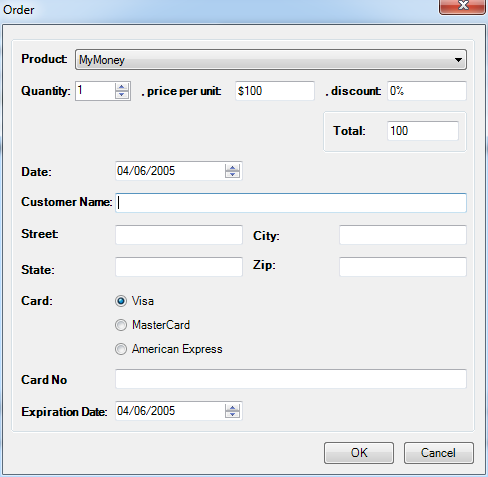 Order
Product: MyMoney
Quantity: 1 , price per unit: $100 , discount: 0%
Total: 100
Date: 04/06/2005
Customer Name:
Street: City:
State: Zip:
Card: Visa
MasterCard
American Express
Card No
Expiration Date: 04/06/2005
OK Cancel